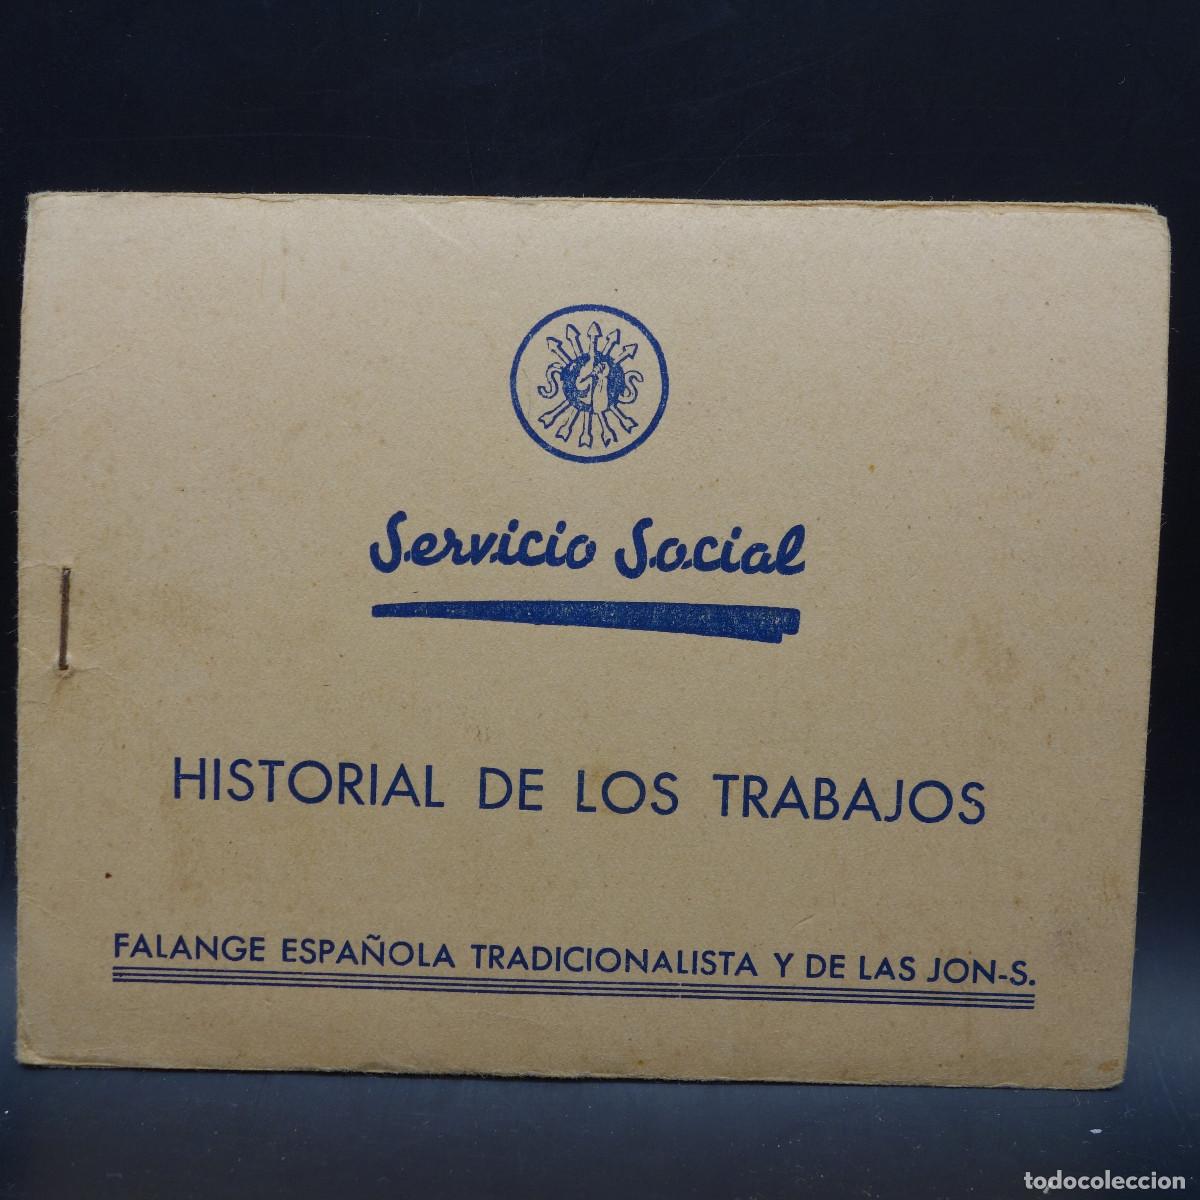 S S
Servicio Social
HISTORIAL DE LOS TRABAJOS
FALANGE ESPAÑOLA TRADICIONALISTA Y DE LAS JON-S.
todocoleccion